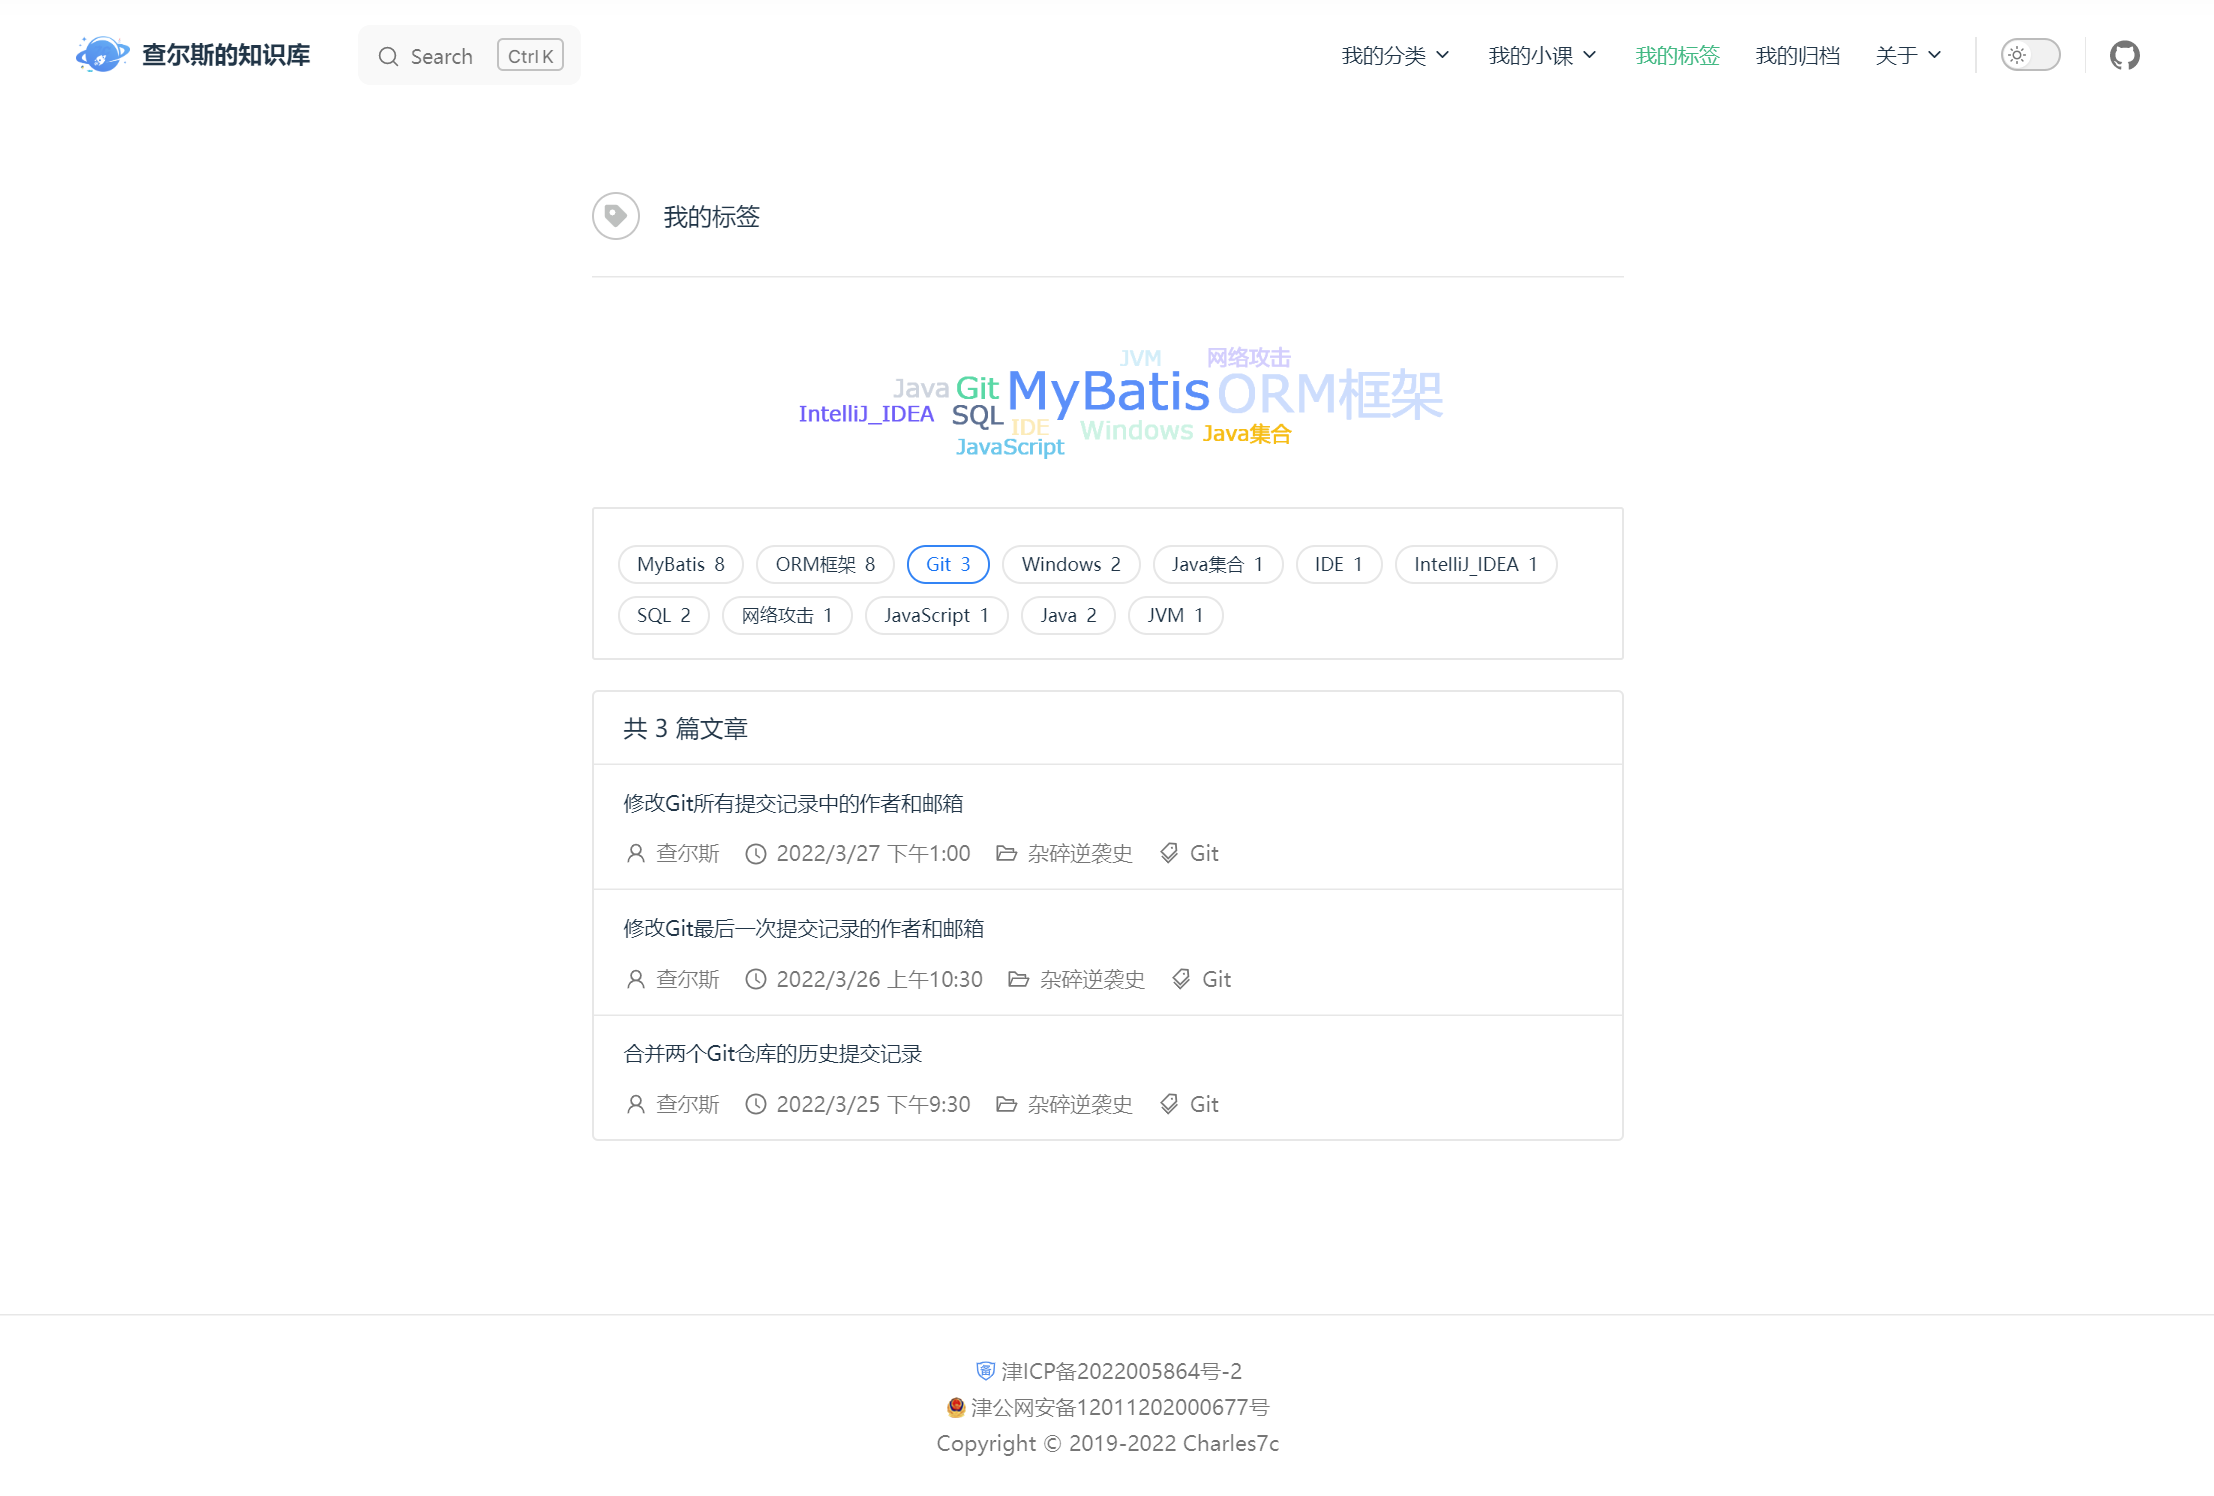 查尔斯的知识库 Search Ctrl K 我的分类 我的小课 我的标签 我的归档 关于
我的标签
JVM 网络攻击
Java Git MyBatis ORM框架
IntelliJ_IDEA SQL IDE Windows Java集合
JavaScript
MyBatis 8 ORM框架 8 Git 3 Windows 2 Java集合 1 IDE 1 IntelliJ_IDEA 1
SQL 2 网络攻击 1 JavaScript 1 Java 2 JVM 1
共 3 篇文章
修改Git所有提交记录中的作者和邮箱
查尔斯 2022/3/27 下午1:00 杂碎逆袭史 Git
修改Git最后一次提交记录的作者和邮箱
查尔斯 2022/3/26 上午10:30 杂碎逆袭史 Git
合并两个Git仓库的历史提交记录
查尔斯 2022/3/25 下午9:30 杂碎逆袭史 Git
津ICP备2022005864号-2
津公网安备12011202000677号
Copyright © 2019-2022 Charles7c